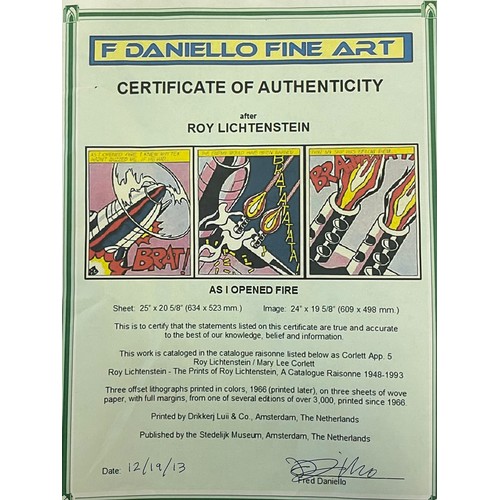 F DANIELLO FINE ART
CERTIFICATE OF AUTHENTICITY
after
ROY LICHTENSTEIN
BRAT!
BRATATATATA
BRAT
AS I OPENED FIRE
Sheet: 25" x 20 5/8" (634 x 523 mm.) Image: 24" x 19 5/8" (609 x 498 mm.)
This is to certify that the statements listed on this certificate are true and accurate
to the best of our knowledge, belief and information.
This work is cataloged in the catalogue raisonne listed below as Corlett App. 5
Roy Lichtenstein / Mary Lee Corlett
Roy Lichtenstein - The Prints of Roy Lichtenstein, A Catalogue Raisonne 1948-1993
Three offset lithographs printed in colors, 1966 (printed later), on three sheets of wove
paper, with full margins, from one of several editions of over 3,000, printed since 1966.
Printed by Drikkerj Luii & Co., Amsterdam, The Netherlands
Published by the Stedelijk Museum, Amsterdam, The Netherlands
Date: 12/19/13
Fred Daniello